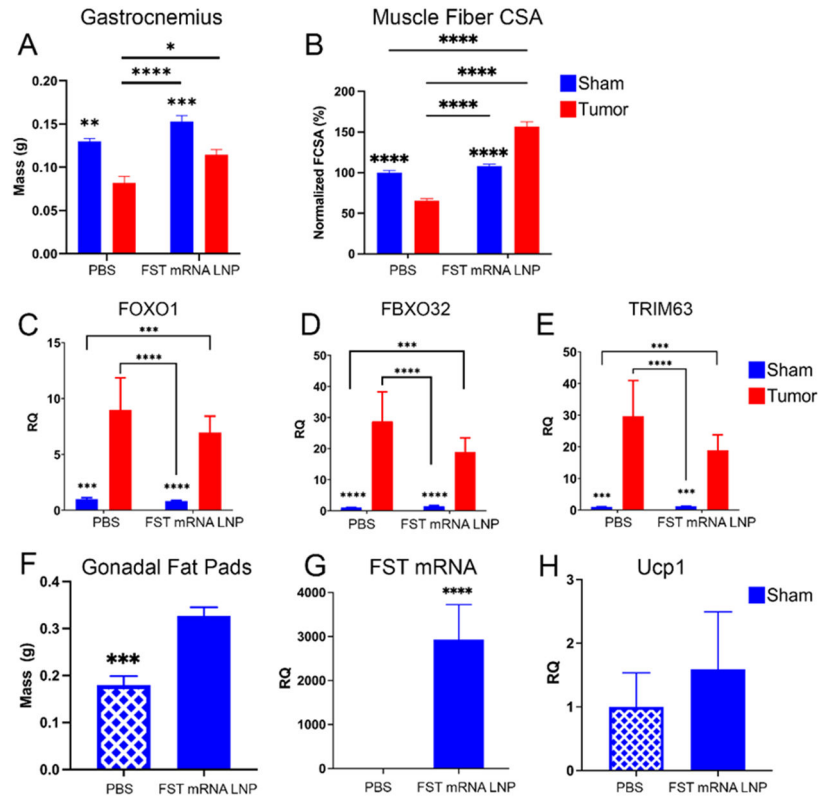 Gastrocnemius
A
*
****
**
***
Mass (g)
0.20
0.15
0.10
0.05
0.00
PBS
FST mRNA LNP
Muscle Fiber CSA
B
****
****
****
****
****
Normalized FCSA (%)
200
150
100
50
0
PBS
FST mRNA LNP
Sham
Tumor
C
FOXO1
***
****
***
****
RQ
15
10
5
0
PBS
FST mRNA LNP
D
FBXO32
***
****
****
****
RQ
50
40
30
20
10
0
PBS
FST mRNA LNP
E
TRIM63
***
****
***
***
RQ
50
40
30
20
10
0
PBS
FST mRNA LNP
Sham
Tumor
F
Gonadal Fat Pads
***
Mass (g)
0.4
0.3
0.2
0.1
0.0
PBS
FST mRNA LNP
G
FST mRNA
****
RQ
4000
3000
2000
1000
0
PBS
FST mRNA LNP
H
Ucp1
RQ
3
2
1
0
PBS
FST mRNA LNP
Sham